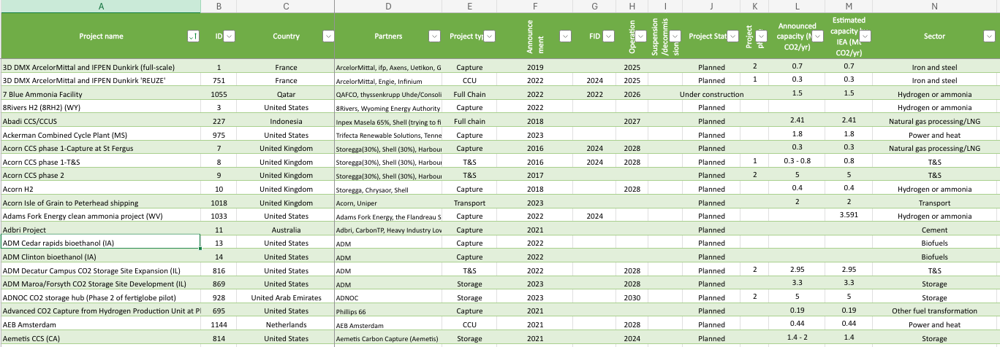 A B C D E F G H I J K L M N
Project name ID Country Partners Project typ Announce ment FID Operation Suspension /decommis sion Project Stat Project ph Announced capacity (M CO2/yr) Estimated capacity IEA (M CO2/yr) Sector
3D DMX ArcelorMittal and IFPEN Dunkirk (full-scale) 1 France ArcelorMittal, ifp, Axens, Uetikon, G Capture 2019 2025 Planned 2 0.7 0.7 Iron and steel
3D DMX ArcelorMittal and IFPEN Dunkirk 'REUZE' 751 France ArcelorMittal, Engie, Infinium CCU 2022 2024 2025 Planned 1 0.3 0.3 Iron and steel
7 Blue Ammonia Facility 1055 Qatar QAFCO, thyssenkrupp Uhde/Consoli Full Chain 2022 2022 2026 Under construction 1.5 1.5 Hydrogen or ammonia
8Rivers H2 (8RH2) (WY) 3 United States 8Rivers, Wyoming Energy Authority Capture 2022 Planned Hydrogen or ammonia
Abadi CCS/CCUS 227 Indonesia Inpex Masela 65%, Shell (trying to fi Full chain 2018 2027 Planned 2.41 2.41 Natural gas processing/LNG
Ackerman Combined Cycle Plant (MS) 975 United States Trifecta Renewable Solutions, Tenne Capture 2023 Planned 1.8 1.8 Power and heat
Acorn CCS phase 1-Capture at St Fergus 7 United Kingdom Storegga(30%), Shell (30%), Harbour Capture 2016 2024 2028 Planned 0.3 0.3 Natural gas processing/LNG
Acorn CCS phase 1-T&S 8 United Kingdom Storegga(30%), Shell (30%), Harbour T&S 2016 2024 2028 Planned 1 0.3 - 0.8 0.8 T&S
Acorn CCS phase 2 9 United Kingdom Storegga(30%), Shell (30%), Harbour T&S 2017 Planned 2 5 5 T&S
Acorn H2 10 United Kingdom Storegga, Chrysaor, Shell Capture 2018 2028 Planned 0.4 0.4 Hydrogen or ammonia
Acorn Isle of Grain to Peterhead shipping 1018 United Kingdom Acorn, Uniper Transport 2023 Planned 2 2 Transport
Adams Fork Energy clean ammonia project (WV) 1033 United States Adams Fork Energy, the Flandreau S Capture 2022 2024 Planned 3.591 Hydrogen or ammonia
Adbri Project 11 Australia Adbri, CarbonTP, Heavy Industry Low Capture 2021 Planned Cement
ADM Cedar rapids bioethanol (IA) 13 United States ADM Capture 2022 Planned Biofuels
ADM Clinton bioethanol (IA) 14 United States ADM Capture 2022 Planned Biofuels
ADM Decatur Campus CO2 Storage Site Expansion (IL) 816 United States ADM T&S 2022 2028 Planned 2 2.95 2.95 T&S
ADM Maroa/Forsyth CO2 Storage Site Development (IL) 869 United States ADM Storage 2023 2028 Planned 3.3 3.3 Storage
ADNOC CO2 storage hub (Phase 2 of fertiglobe pilot) 928 United Arab Emirates ADNOC Storage 2023 2030 Planned 2 5 5 Storage
Advanced CO2 Capture from Hydrogen Production Unit at Pl 695 United States Phillips 66 Capture 2021 Planned 0.19 0.19 Other fuel transformation
AEB Amsterdam 1144 Netherlands AEB Amsterdam CCU 2021 2028 Planned 0.44 0.44 Power and heat
Aemetis CCS (CA) 814 United States Aemetis Carbon Capture (Aemetis) Storage 2021 2024 Planned 1.4 - 2 1.4 Storage